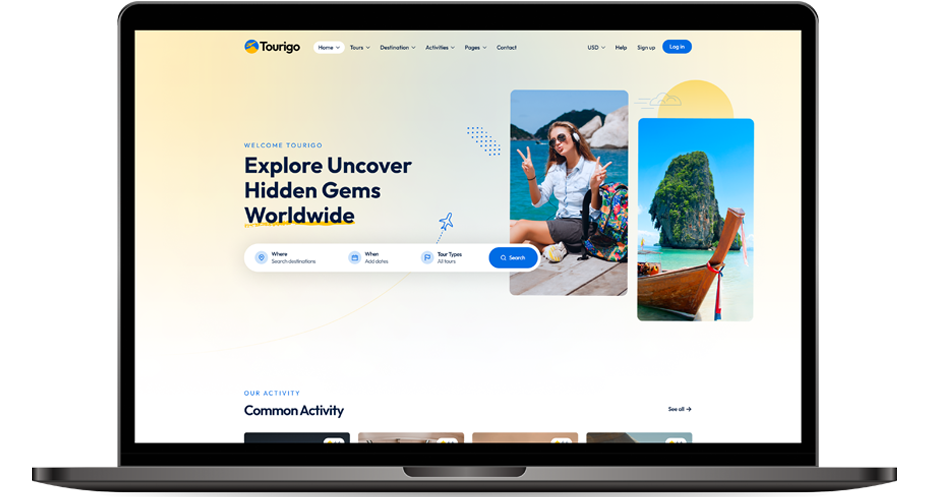 Tourigo
Home Tours Destination Activities Pages Contact
USD Help Sign up Log in
WELCOME TOURIGO
Explore Uncover
Hidden Gems
Worldwide
Where
Search destinations
When
Add dates
Tour Types
All tours
Search
OUR ACTIVITY
Common Activity
See all